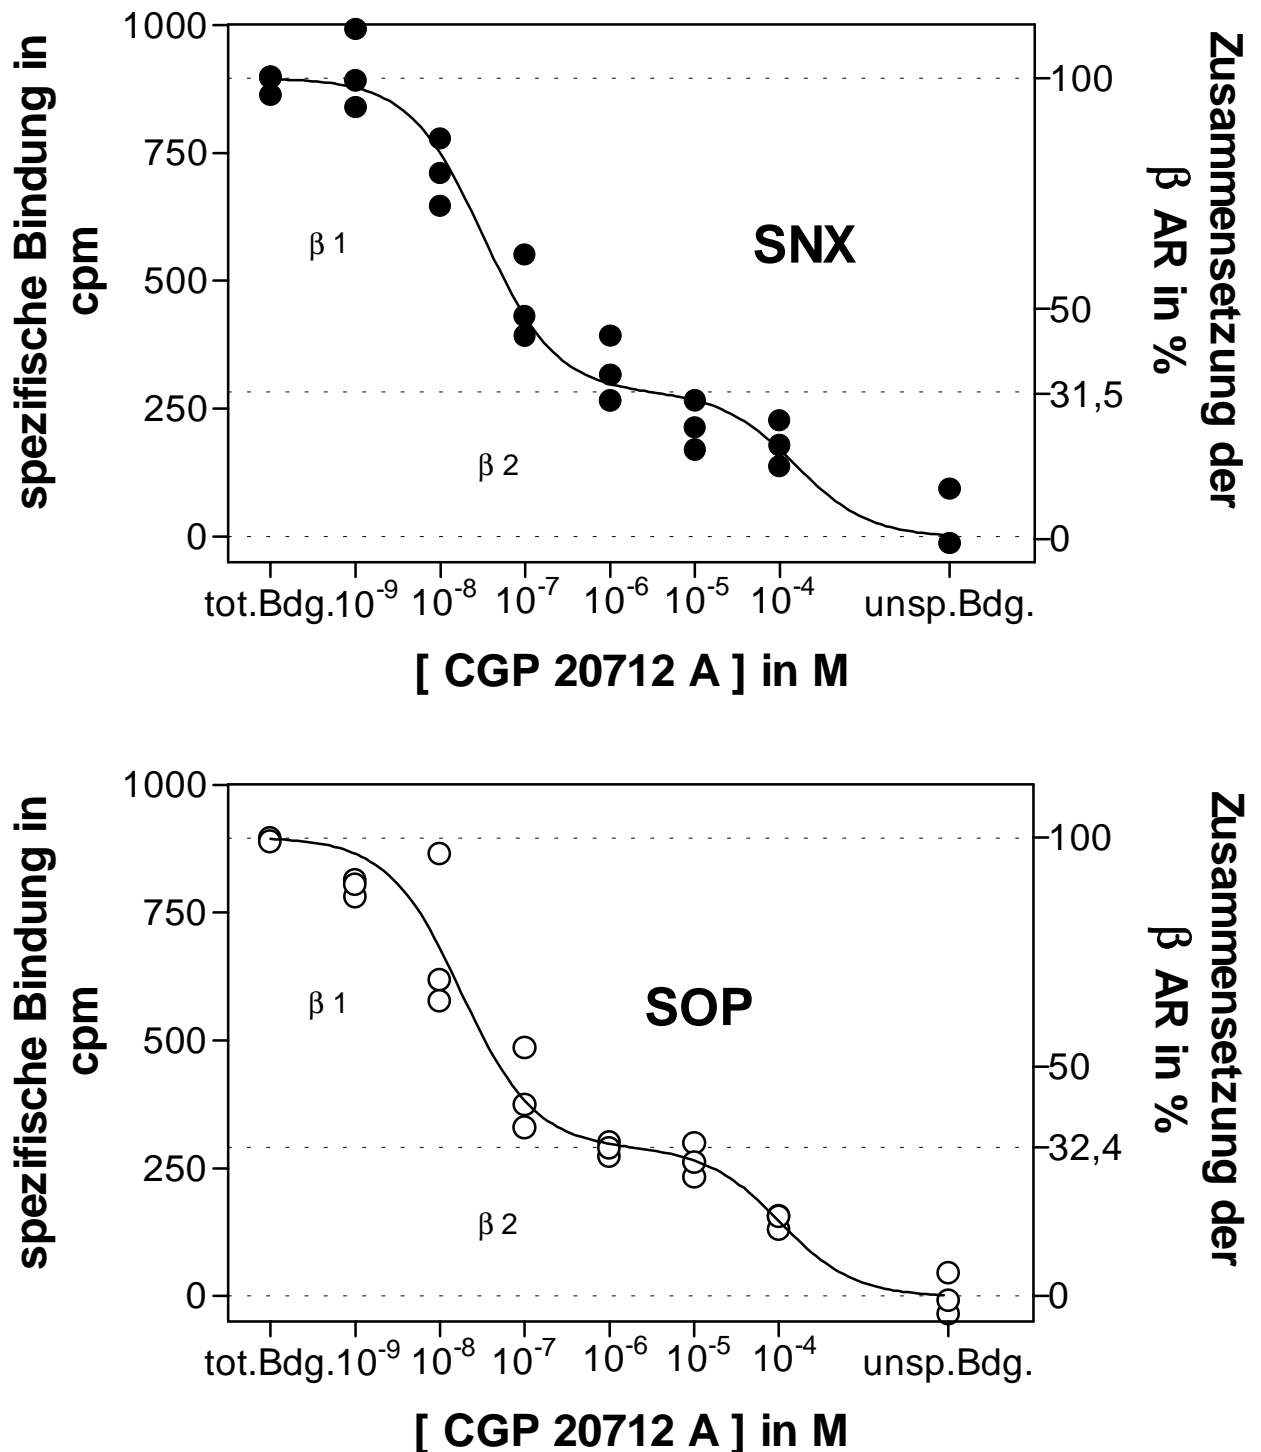 spezifische Bindung in
cpm
1000
750
500
250
0
β 1
β 2
SNX
100
50
31,5
0
Zusammensetzung der
β AR in %
tot.Bdg. 10⁻⁹ 10⁻⁸ 10⁻⁷ 10⁻⁶ 10⁻⁵ 10⁻⁴ unsp.Bdg.
[ CGP 20712 A ] in M
spezifische Bindung in
cpm
1000
750
500
250
0
β 1
β 2
SOP
100
50
32,4
0
Zusammensetzung der
β AR in %
tot.Bdg. 10⁻⁹ 10⁻⁸ 10⁻⁷ 10⁻⁶ 10⁻⁵ 10⁻⁴ unsp.Bdg.
[ CGP 20712 A ] in M